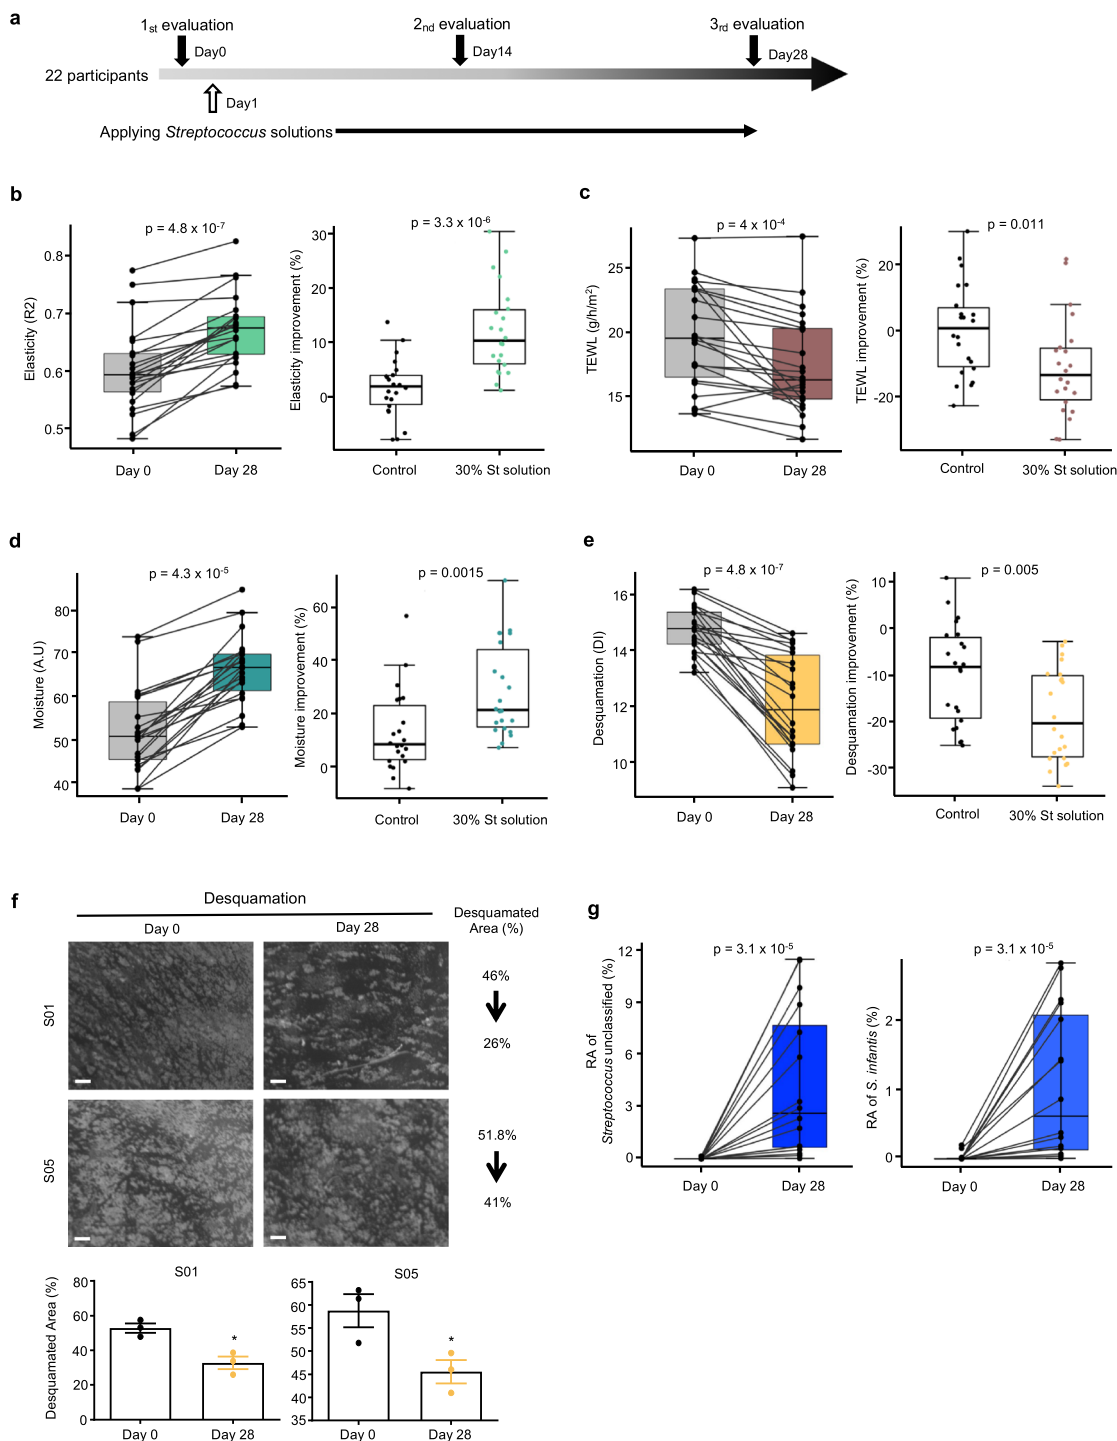 a
1st evaluation
2nd evaluation
3rd evaluation
Day0
Day14
Day28
22 participants
Day1
Applying Streptococcus solutions
b
p = 4.8 x 10-7
Elasticity (R2)
0.8
0.7
0.6
0.5
Day 0
Day 28
p = 3.3 x 10-6
Elasticity improvement (%)
30
20
10
0
Control
30% St solution
c
p = 4 x 10-4
TEWL (g/h/m2)
25
20
15
Day 0
Day 28
p = 0.011
TEWL improvement (%)
20
0
-20
Control
30% St solution
d
p = 4.3 x 10-5
Moisture (A.U)
80
70
60
50
40
Day 0
Day 28
p = 0.0015
Moisture improvement (%)
60
40
20
0
Control
30% St solution
e
p = 4.8 x 10-7
Desquamation (DI)
16
14
12
10
Day 0
Day 28
p = 0.005
Desquamation improvement (%)
10
0
-10
-20
-30
Control
30% St solution
f
Desquamation
Day 0
Day 28
Desquamated
Area (%)
S01
46%
26%
S05
51.8%
41%
S01
Desquamated Area (%)
80
60
40
20
0
*
Day 0
Day 28
S05
65
60
55
50
45
40
35
*
Day 0
Day 28
g
p = 3.1 x 10-5
RA of
Streptococcus unclassified (%)
12
9
6
3
0
Day 0
Day 28
p = 3.1 x 10-5
RA of S. infantis (%)
2
1
0
Day 0
Day 28